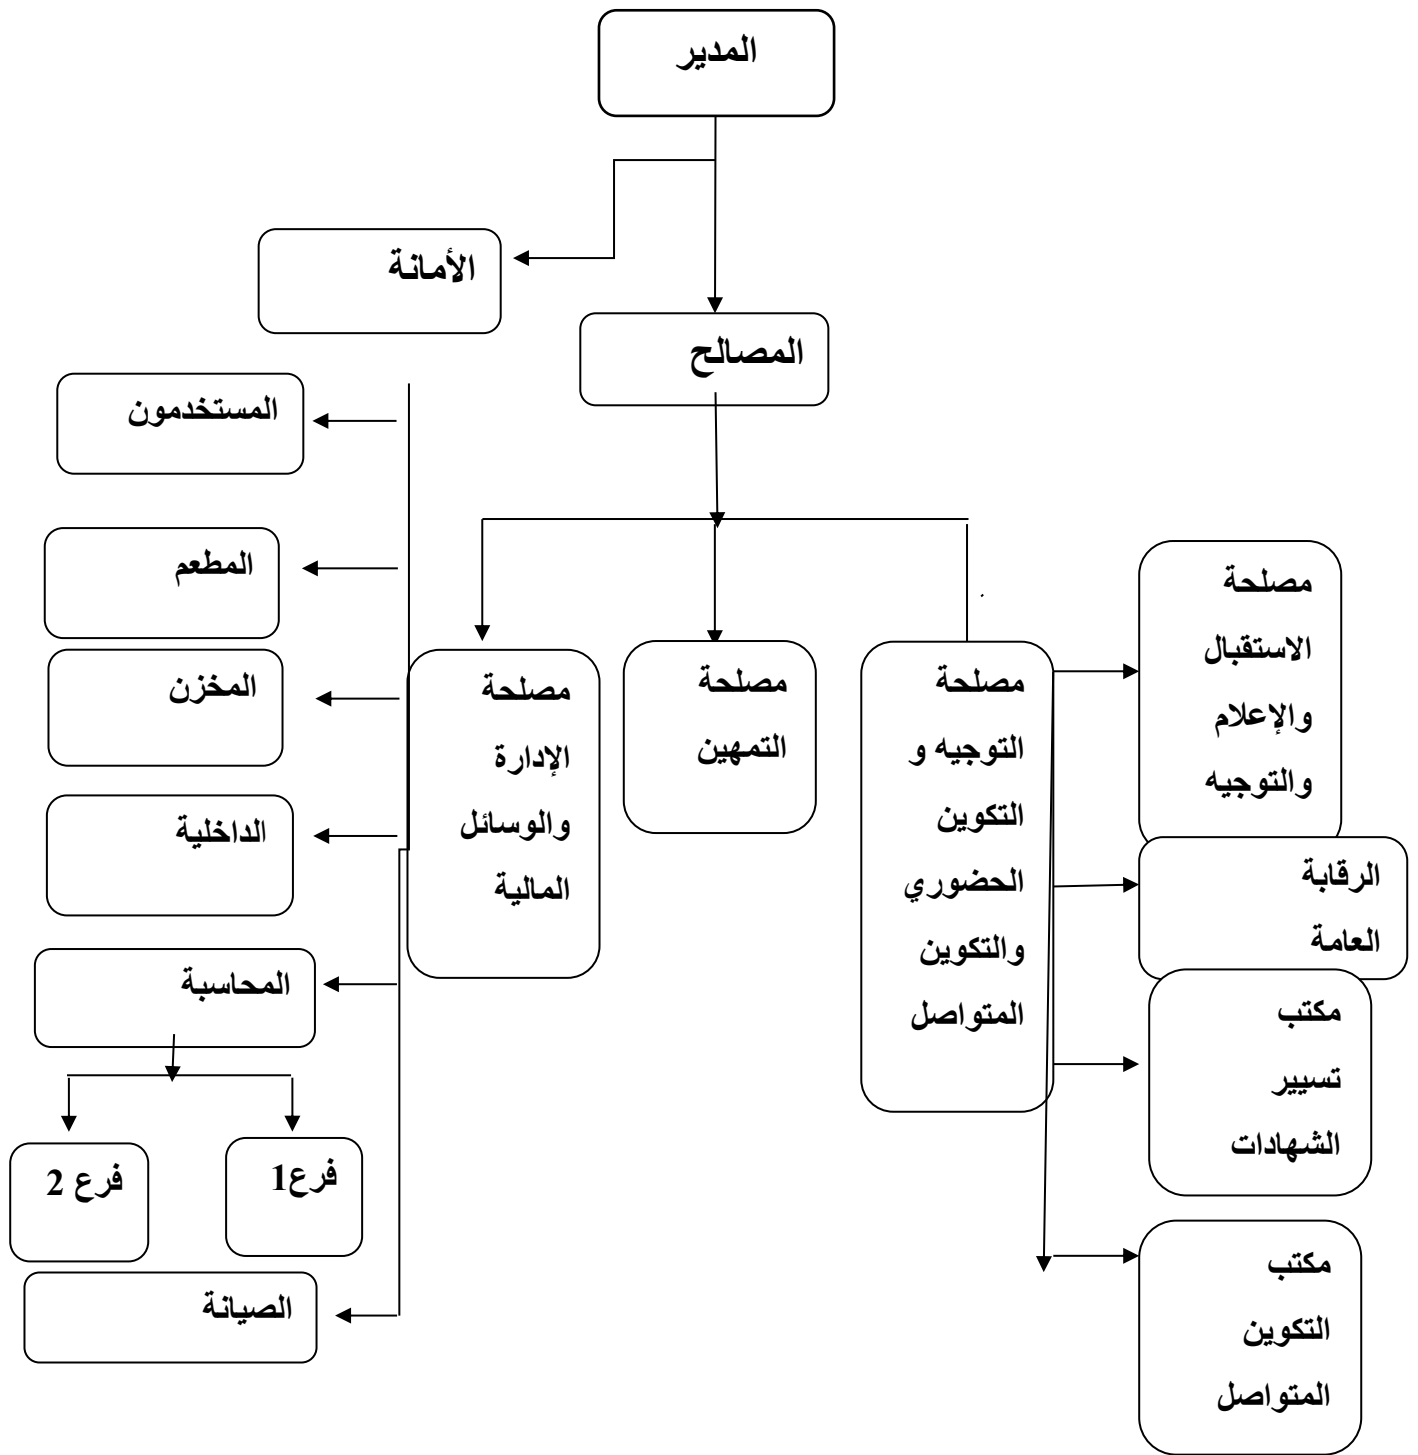 المدير
الأمانة
المصالح
المستخدمون
المطعم
المخزن
الداخلية
المحاسبة
فرع1
فرع 2
الصيانة
مصلحة
الإدارة
والوسائل
المالية
مصلحة
التمهين
مصلحة
التوجيه و
التكوين
الحضوري
والتكوين
المتواصل
مصلحة
الاستقبال
والإعلام
والتوجيه
الرقابة
العامة
مكتب
تسيير
الشهادات
مكتب
التكوين
المتواصل